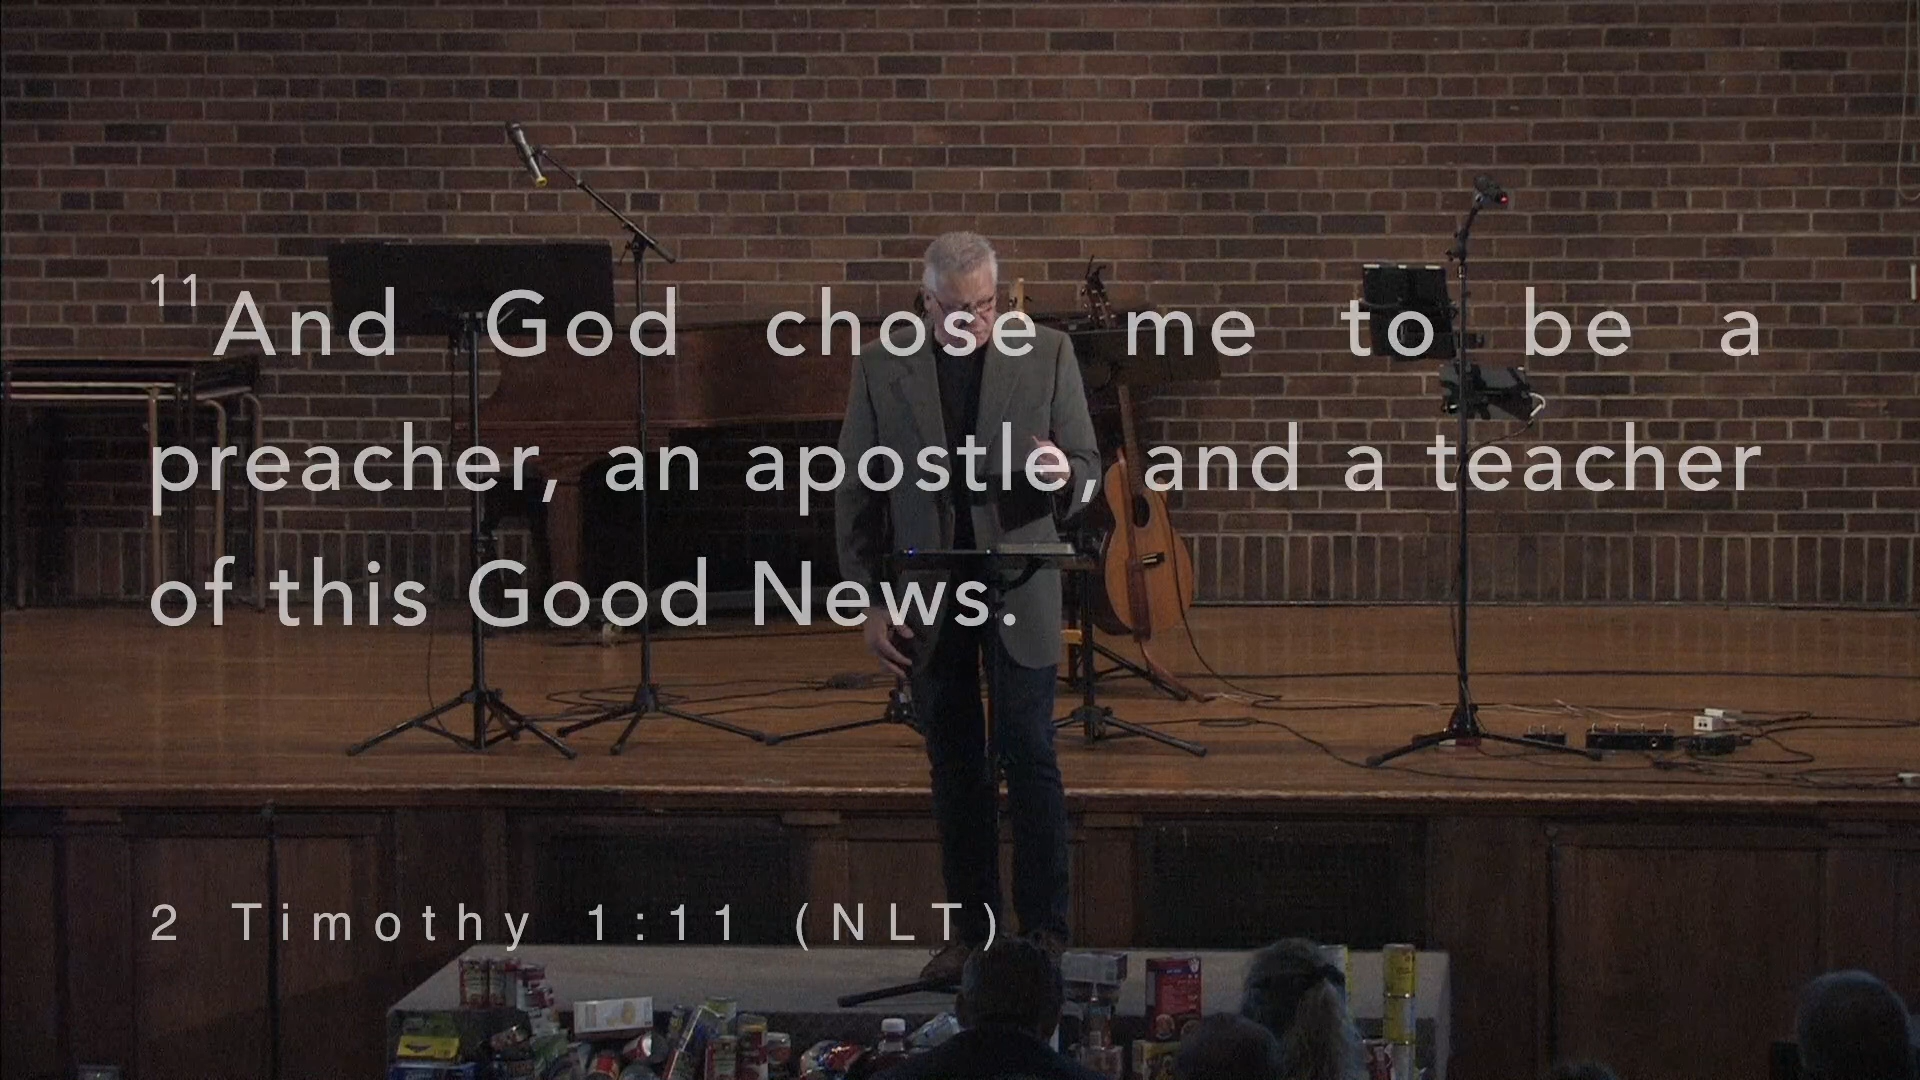 11And God chose me to be a
preacher, an apostle, and a teacher
of this Good News.
2 Timothy 1:11 (NLT)